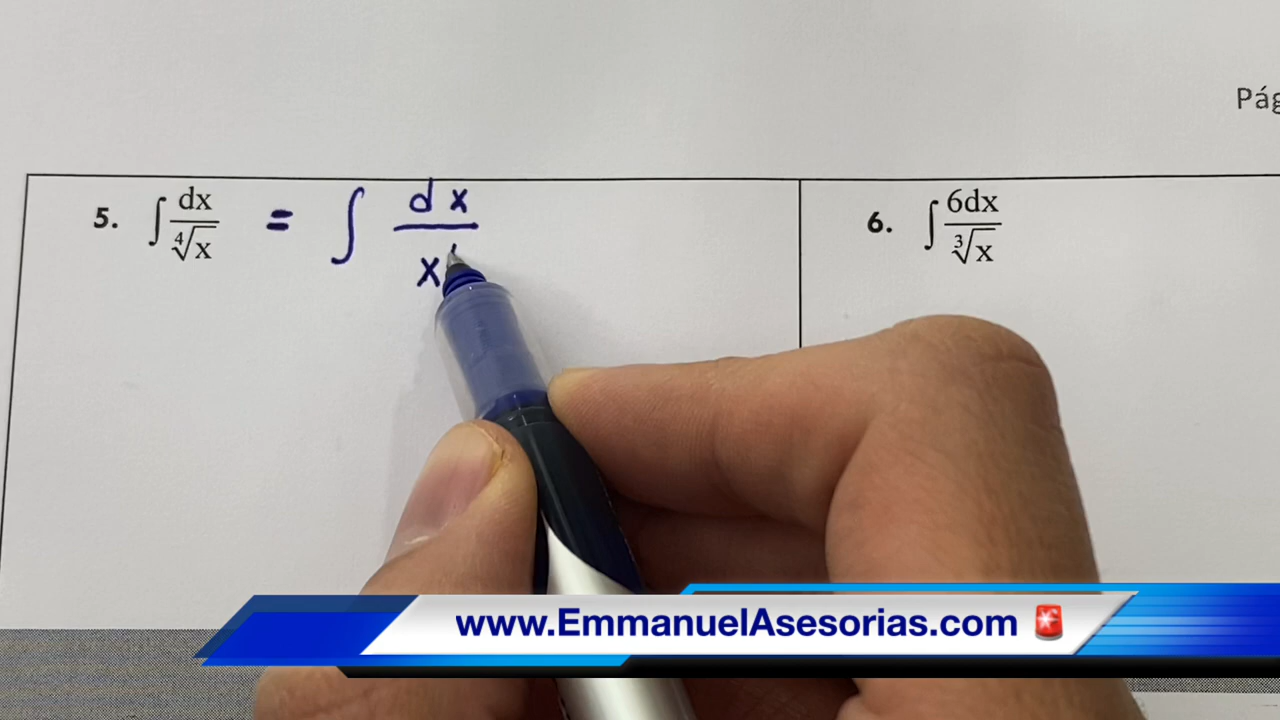 Pág
5. ∫ dx / ∜x = ∫ dx / x
6. ∫ 6dx / ∛x
www.EmmanuelAsesorias.com 🚨